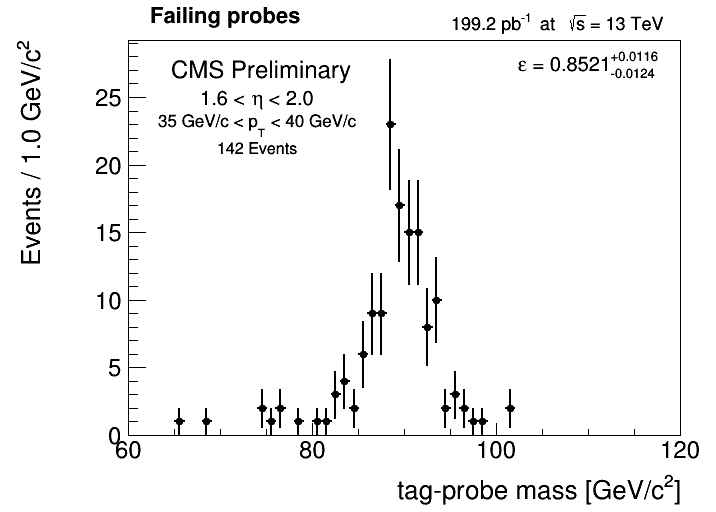 Failing probes
199.2 pb⁻¹ at √s = 13 TeV
CMS Preliminary
1.6 < η < 2.0
35 GeV/c < p_T < 40 GeV/c
142 Events
ε = 0.8521 +0.0116 -0.0124
Events / 1.0 GeV/c²
25
20
15
10
5
0
60 80 100 120
tag-probe mass [GeV/c²]